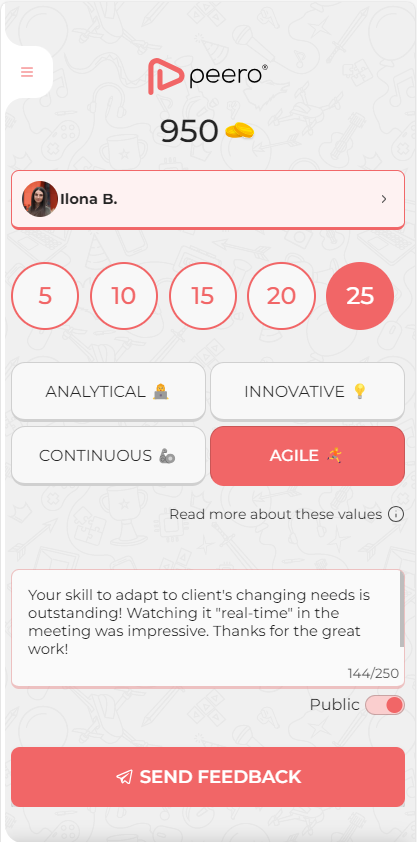 peero®
950
Ilona B.
5 10 15 20 25
ANALYTICAL INNOVATIVE
CONTINUOUS AGILE
Read more about these values
Your skill to adapt to client's changing needs is
outstanding! Watching it "real-time" in the
meeting was impressive. Thanks for the great
work!
144/250
Public
SEND FEEDBACK